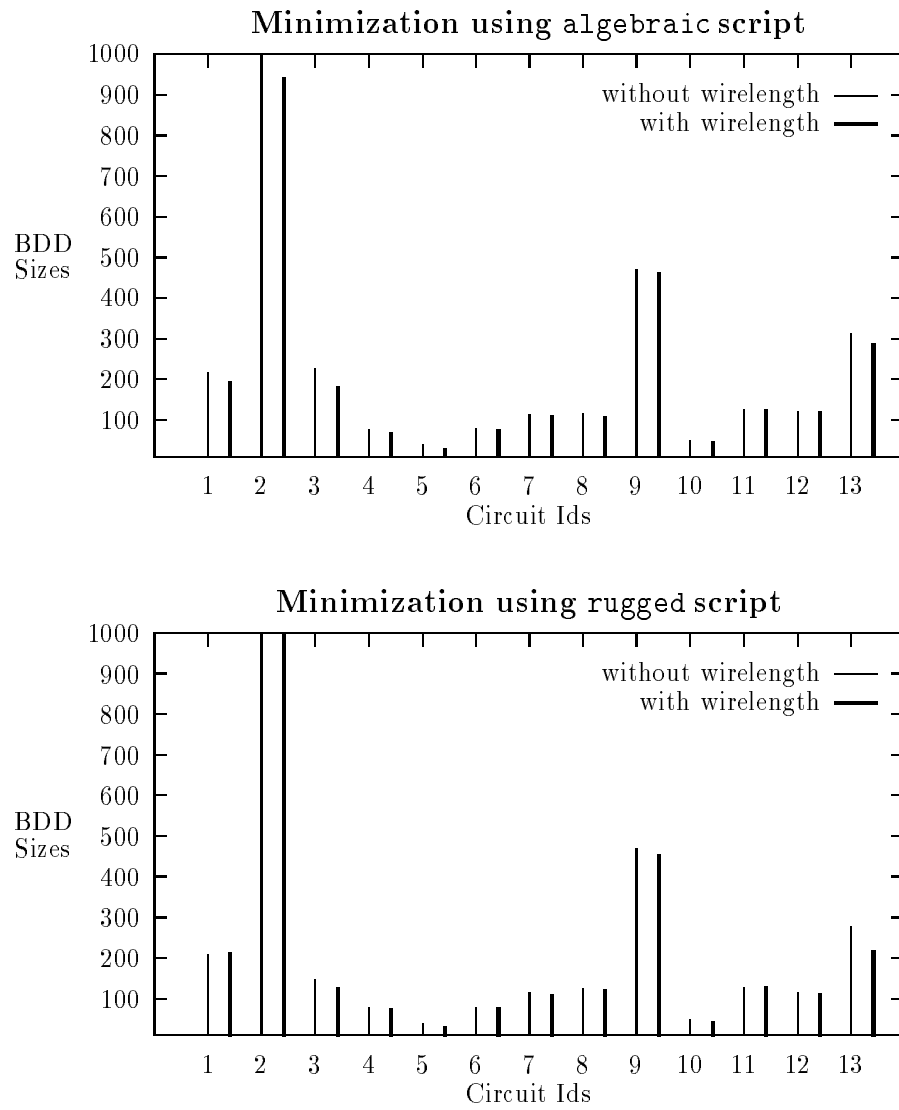 Minimization using algebraic script
1000
900
800
700
600
500
400
300
200
100
BDD
Sizes
without wirelength
with wirelength
1 2 3 4 5 6 7 8 9 10 11 12 13
Circuit Ids
Minimization using rugged script
1000
900
800
700
600
500
400
300
200
100
BDD
Sizes
without wirelength
with wirelength
1 2 3 4 5 6 7 8 9 10 11 12 13
Circuit Ids